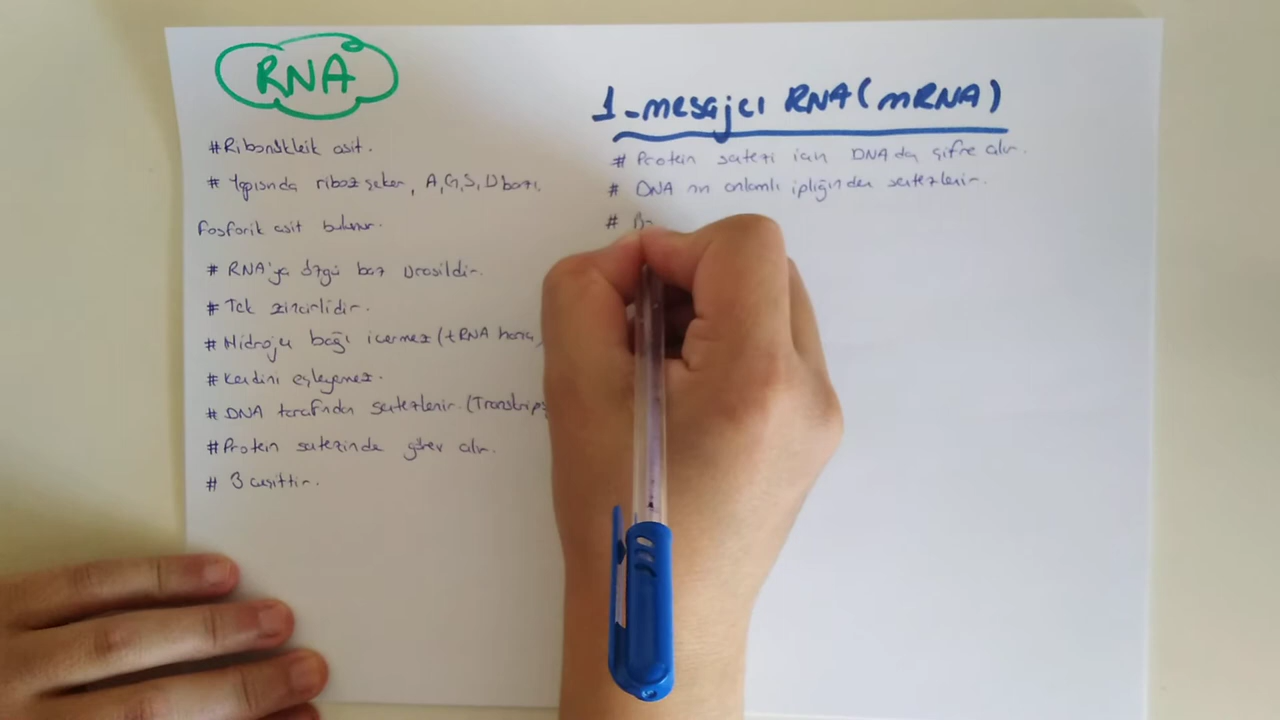 RNA
#Ribonükleik asit.
# Yapısında riboz şeker, A,G,S,U bazı,
fosforik asit bulunur.
# RNA'ya özgü baz Urasildir.
# Tek zincirlidir.
# Hidrojen bağı içermez (tRNA hariç)
#Kendini eşleyemez.
# DNA tarafından sentezlenir. (Transkrips
#Protein sentezinde görev alır.
# 3 çeşittir.
1-mesajcı RNA(mRNA)
# Protein sentezi için DNA da şifre alır.
# DNA nın anlamlı ipliğinden sentezlenir.
#